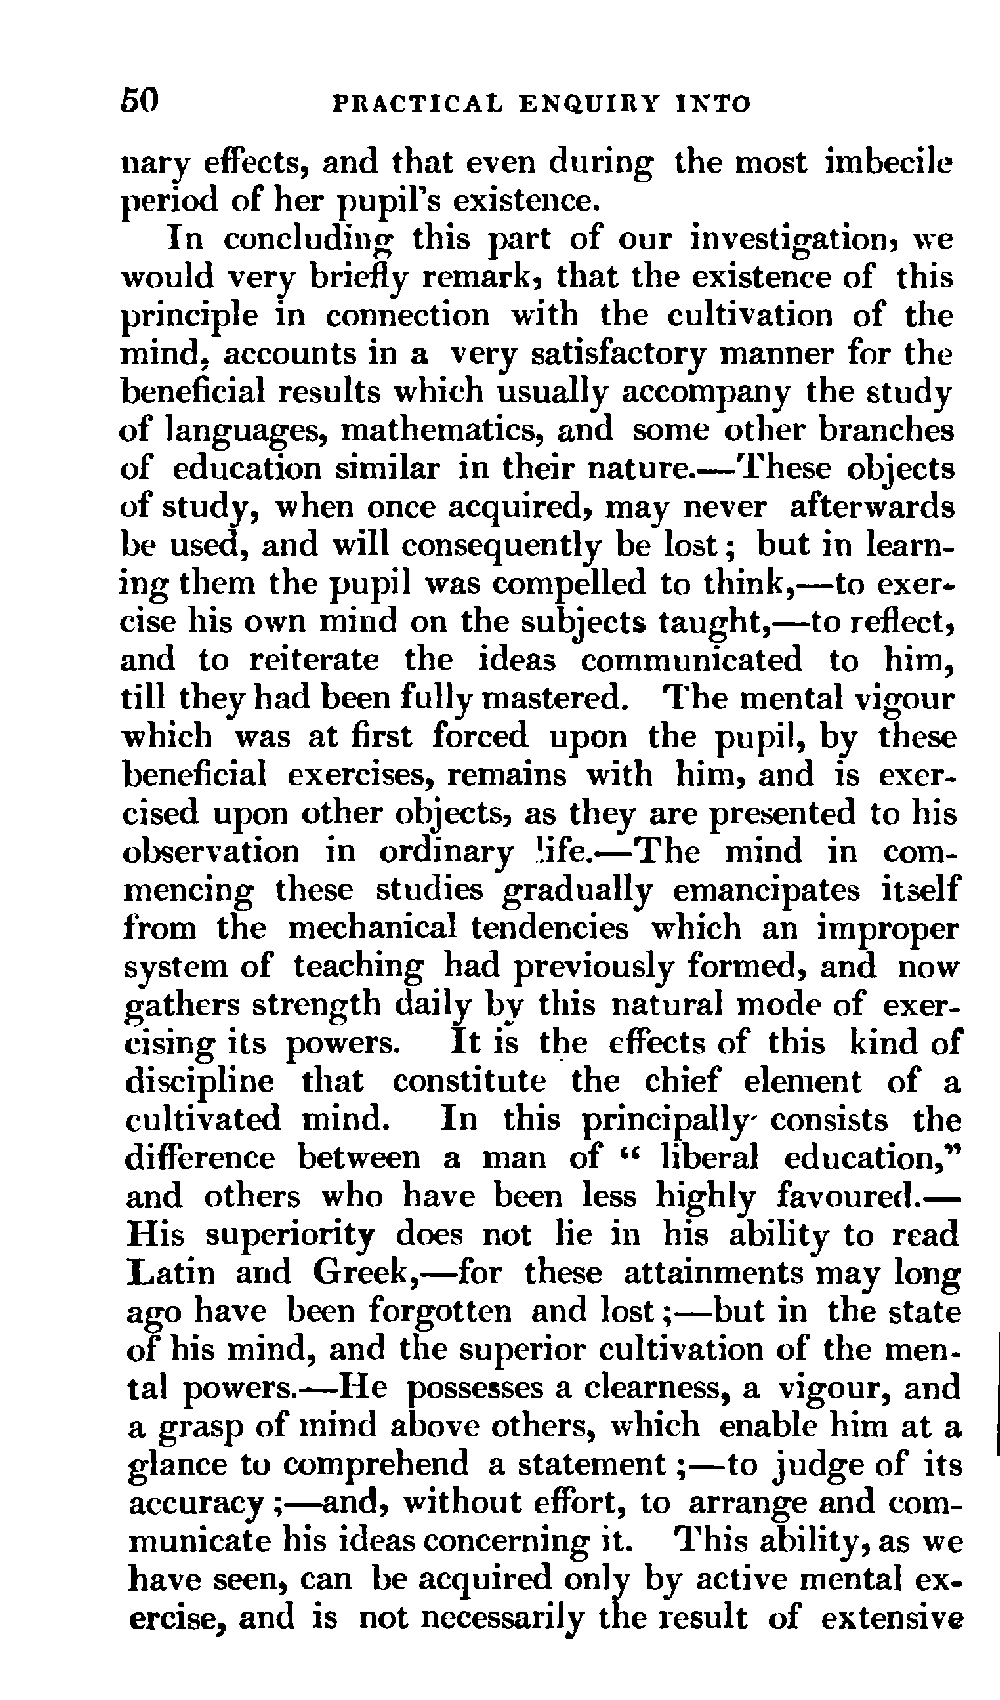 50 PRACTICAL ENQUIRY INTO
nary effects, and that even during the most imbecile
period of her pupil's existence.
In concluding this part of our investigation, we
would very briefly remark, that the existence of this
principle in connection with the cultivation of the
mind, accounts in a very satisfactory manner for the
beneficial results which usually accompany the study
of languages, mathematics, and some other branches
of education similar in their nature.—These objects
of study, when once acquired, may never afterwards
be used, and will consequently be lost; but in learn-
ing them the pupil was compelled to think,—to exer-
cise his own mind on the subjects taught,—to reflect,
and to reiterate the ideas communicated to him,
till they had been fully mastered. The mental vigour
which was at first forced upon the pupil, by these
beneficial exercises, remains with him, and is exer-
cised upon other objects, as they are presented to his
observation in ordinary life.—The mind in com-
mencing these studies gradually emancipates itself
from the mechanical tendencies which an improper
system of teaching had previously formed, and now
gathers strength daily by this natural mode of exer-
cising its powers. It is the effects of this kind of
discipline that constitute the chief element of a
cultivated mind. In this principally consists the
difference between a man of “ liberal education,”
and others who have been less highly favoured.—
His superiority does not lie in his ability to read
Latin and Greek,—for these attainments may long
ago have been forgotten and lost;—but in the state
of his mind, and the superior cultivation of the men-
tal powers.—He possesses a clearness, a vigour, and
a grasp of mind above others, which enable him at a
glance to comprehend a statement;—to judge of its
accuracy;—and, without effort, to arrange and com-
municate his ideas concerning it. This ability, as we
have seen, can be acquired only by active mental ex-
ercise, and is not necessarily the result of extensive